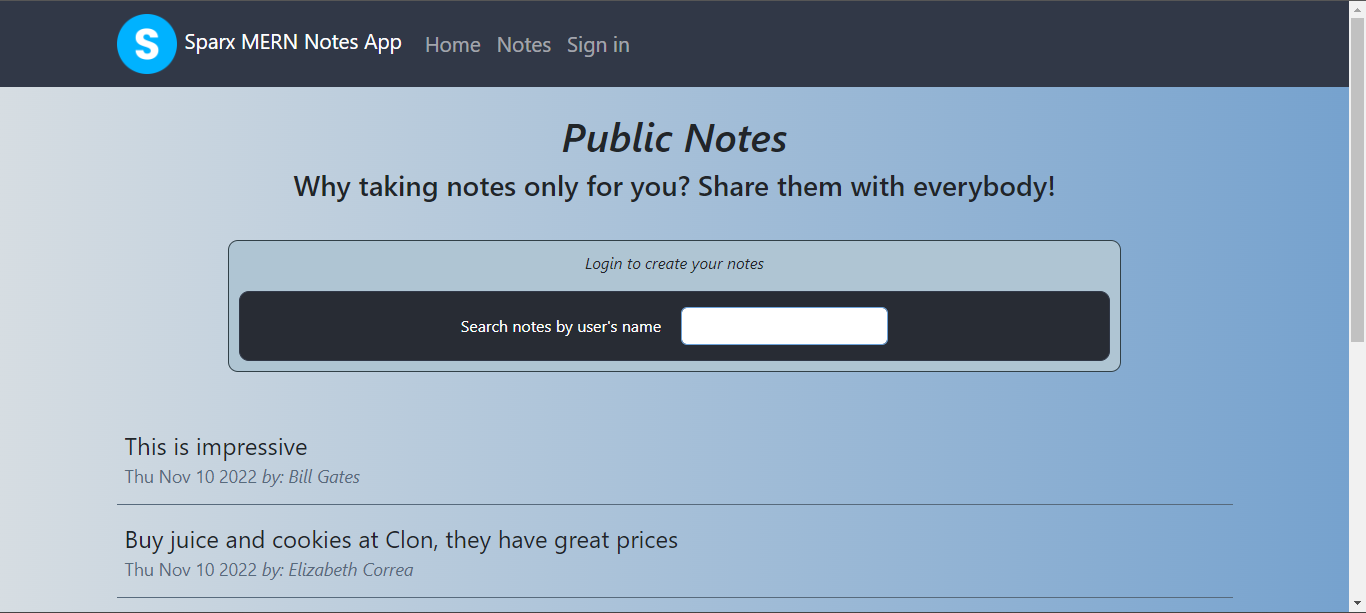 S Sparx MERN Notes App Home Notes Sign in
Public Notes
Why taking notes only for you? Share them with everybody!
Login to create your notes
Search notes by user's name
This is impressive
Thu Nov 10 2022 by: Bill Gates
Buy juice and cookies at Clon, they have great prices
Thu Nov 10 2022 by: Elizabeth Correa